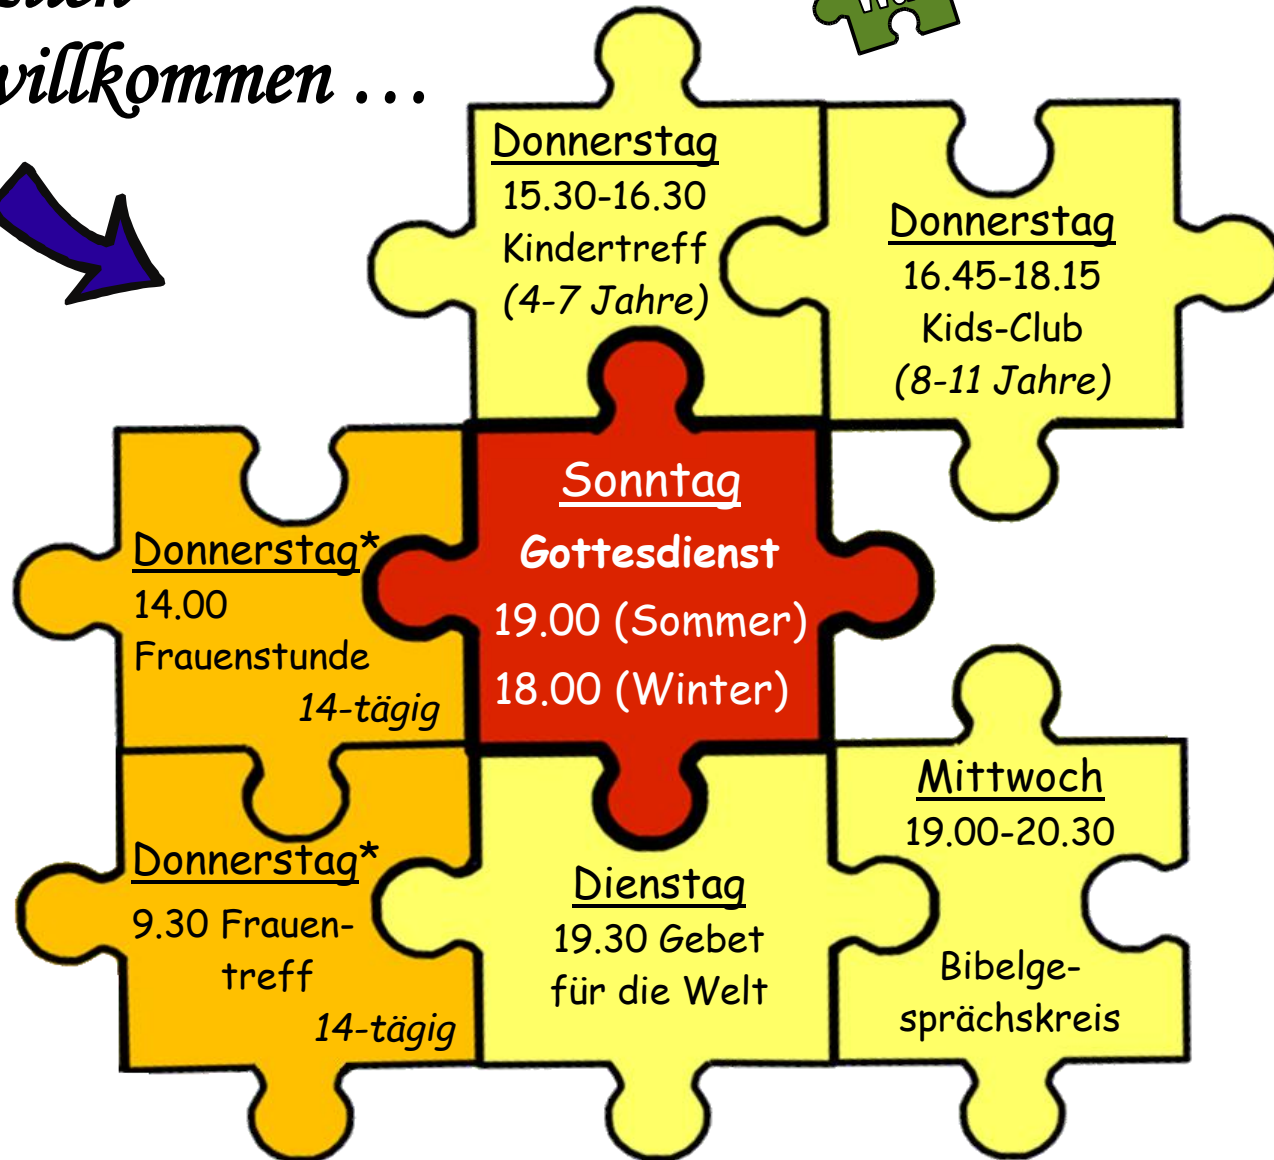 willkommen ...
Donnerstag
15.30-16.30
Kindertreff
(4-7 Jahre)
Donnerstag
16.45-18.15
Kids-Club
(8-11 Jahre)
Sonntag
Gottesdienst
19.00 (Sommer)
18.00 (Winter)
Donnerstag*
14.00
Frauenstunde
14-tägig
Donnerstag*
9.30 Frauen-
treff
14-tägig
Dienstag
19.30 Gebet
für die Welt
Mittwoch
19.00-20.30
Bibelge-
sprächskreis